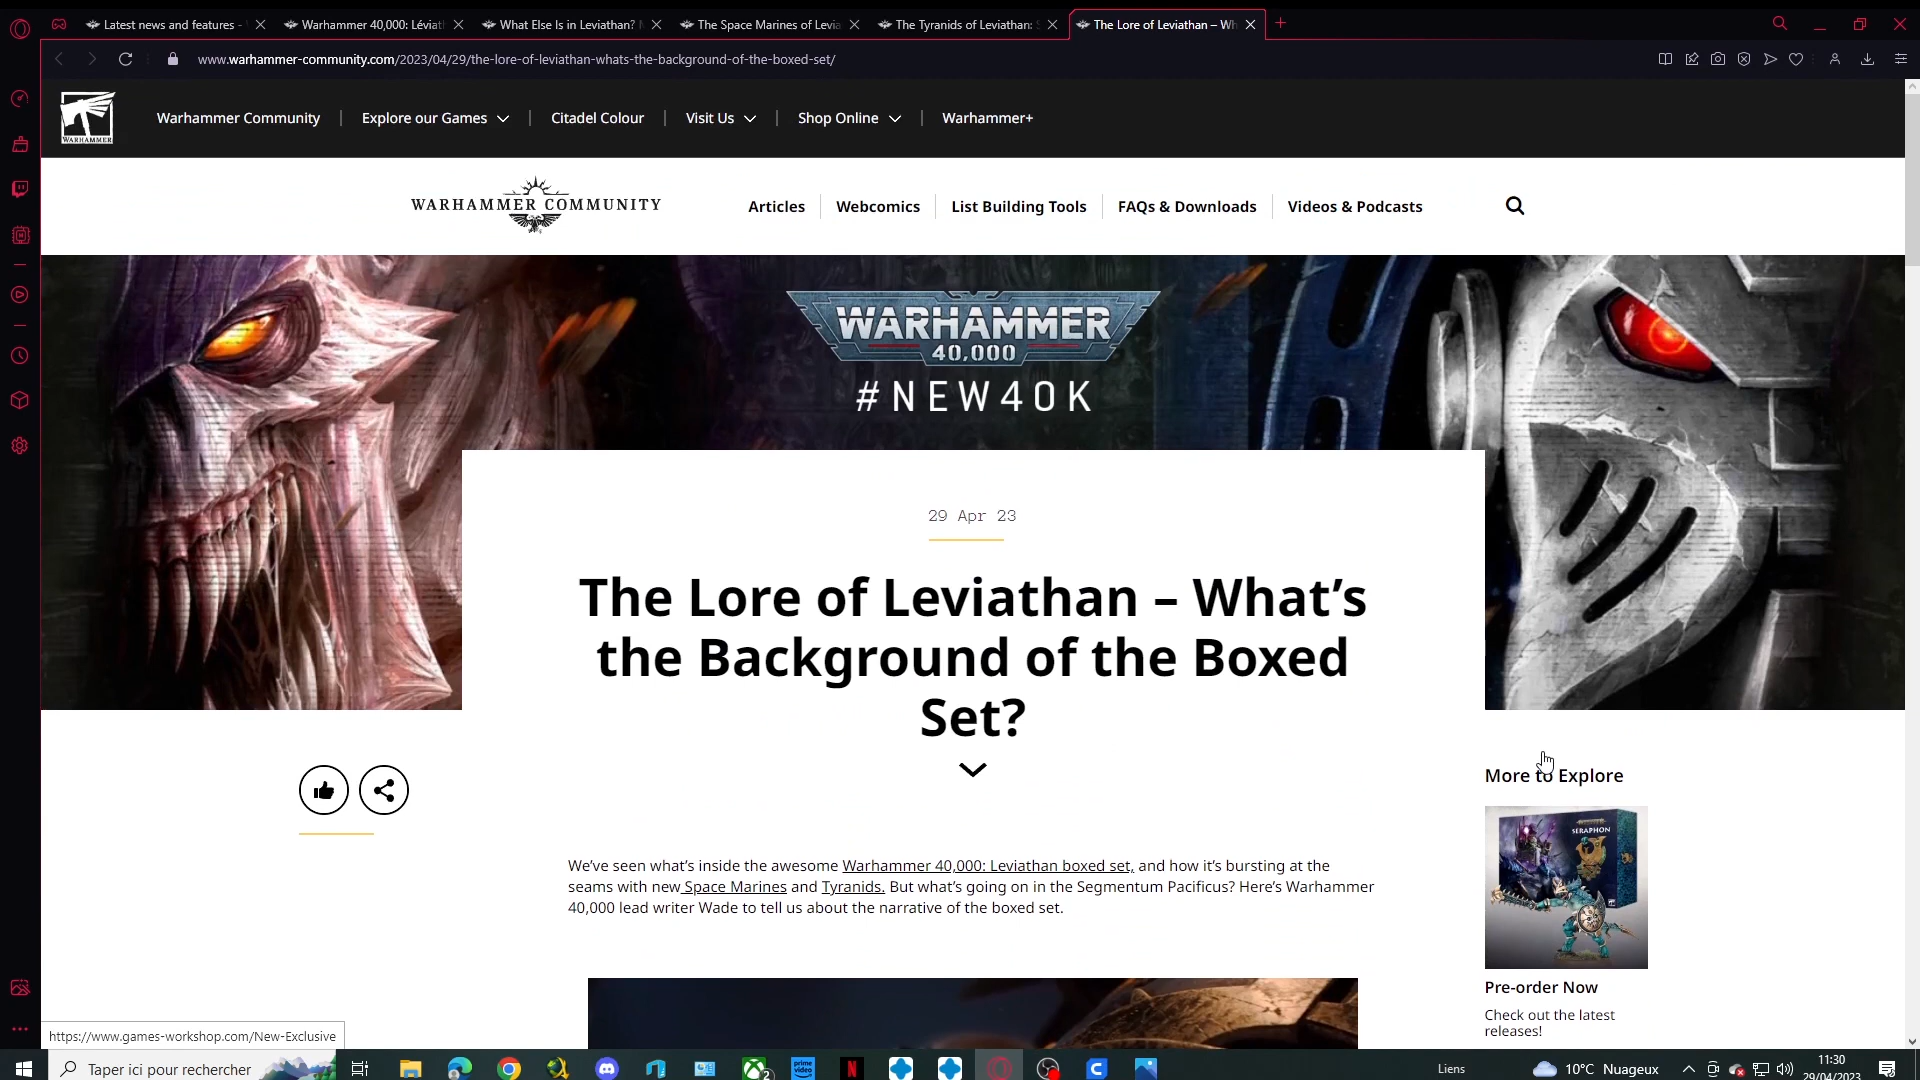 Latest news and features -
Warhammer 40,000: Léviat
What Else Is in Leviathan?
The Space Marines of Levia
The Tyranids of Leviathan:
The Lore of Leviathan – Wh
www.warhammer-community.com/2023/04/29/the-lore-of-leviathan-whats-the-background-of-the-boxed-set/
WARHAMMER
Warhammer Community
Explore our Games
Citadel Colour
Visit Us
Shop Online
Warhammer+
WARHAMMER COMMUNITY
Articles
Webcomics
List Building Tools
FAQs & Downloads
Videos & Podcasts
WARHAMMER
40,000
#NEW40K
29 Apr 23
The Lore of Leviathan – What's
the Background of the Boxed
Set?
More to Explore
We've seen what's inside the awesome Warhammer 40,000: Leviathan boxed set, and how it's bursting at the
seams with new Space Marines and Tyranids. But what's going on in the Segmentum Pacificus? Here's Warhammer
40,000 lead writer Wade to tell us about the narrative of the boxed set.
SERAPHON
Pre-order Now
Check out the latest
releases!
https://www.games-workshop.com/New-Exclusive
Taper ici pour rechercher
2
prime video
N
Liens
10°C Nuageux
11:30
29/04/2023